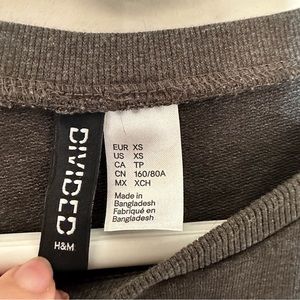 DIVIDED
H&M
EUR XS
US XS
CA TP
CN 160/80A
MX XCH
Made in
Bangladesh
Fabriqué en
Bangladesh